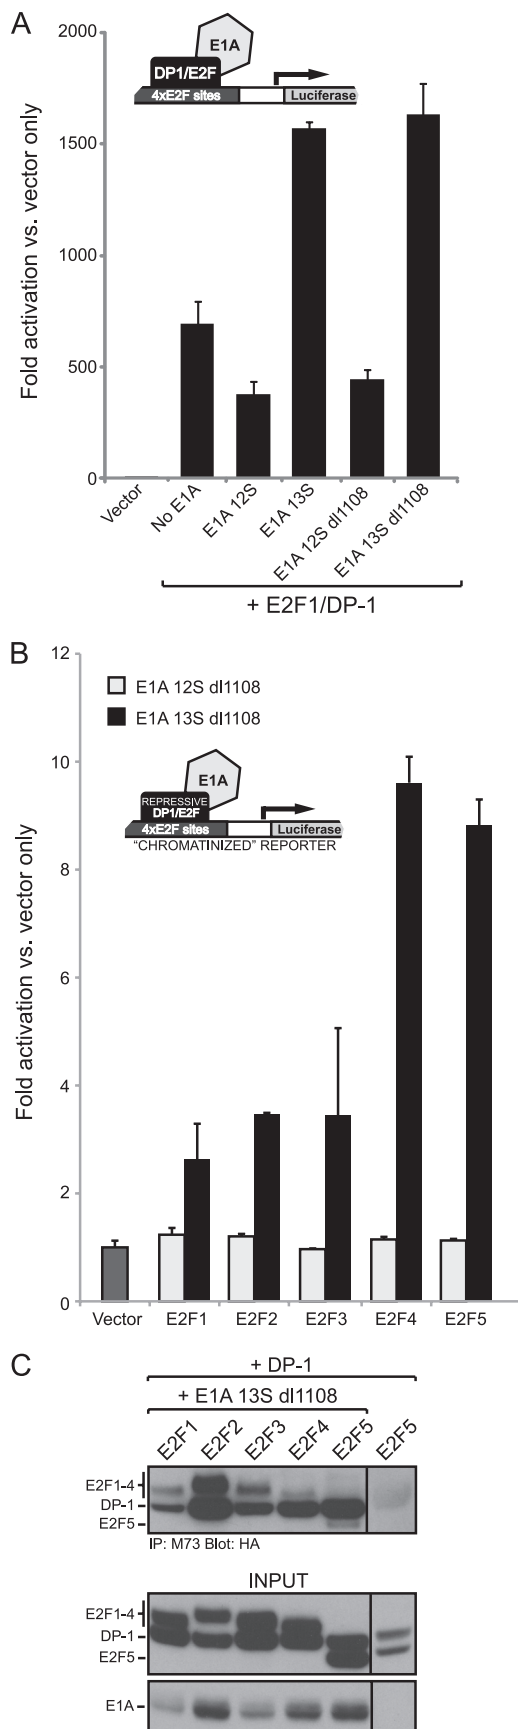 A
2000
1500
1000
500
0
Fold activation vs. vector only
E1A
DP1/E2F
4xE2F sites
Luciferase
Vector
No E1A
E1A 12S
E1A 13S
E1A 12S dl1108
E1A 13S dl1108
+ E2F1/DP-1
B
12
10
8
6
4
2
0
Fold activation vs. vector only
E1A 12S dl1108
E1A 13S dl1108
E1A
REPRESSIVE
DP1/E2F
4xE2F sites
Luciferase
"CHROMATINIZED" REPORTER
Vector E2F1 E2F2 E2F3 E2F4 E2F5
C
+ DP-1
+ E1A 13S dl1108
E2F1 E2F2 E2F3 E2F4 E2F5 E2F5
E2F1-4
DP-1
E2F5
IP: M73 Blot: HA
INPUT
E2F1-4
DP-1
E2F5
E1A